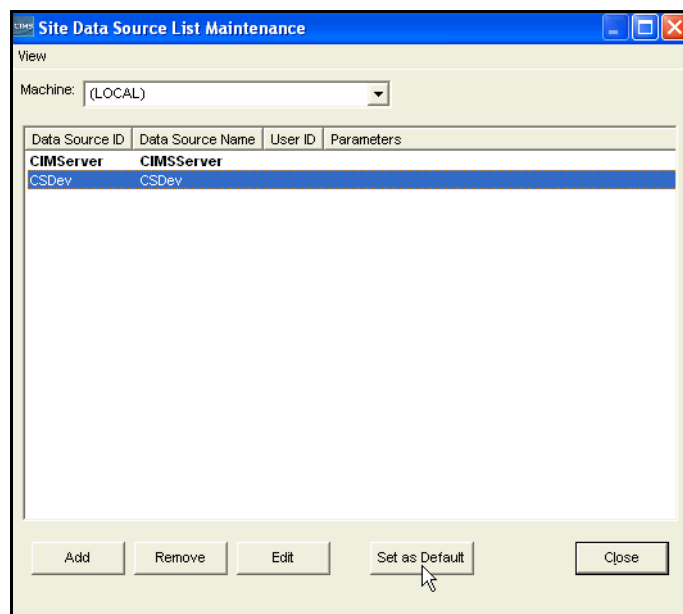 CIMS Site Data Source List Maintenance
View
Machine: (LOCAL)
Data Source ID Data Source Name User ID Parameters
CIMServer CIMSServer
CSDev CSDev
Add Remove Edit Set as Default Close